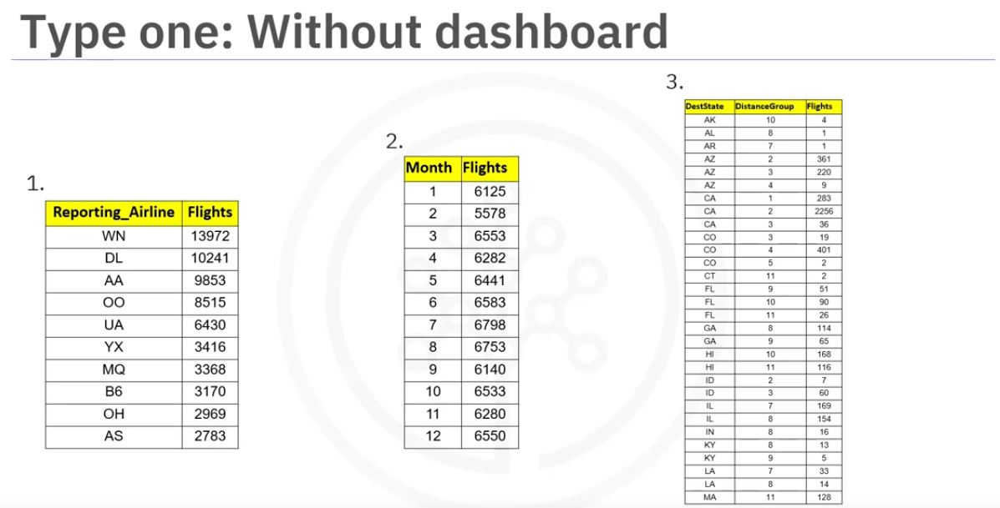 Type one: Without dashboard
1.
Reporting_Airline Flights
WN 13972
DL 10241
AA 9853
OO 8515
UA 6430
YX 3416
MQ 3368
B6 3170
OH 2969
AS 2783
2.
Month Flights
1 6125
2 5578
3 6553
4 6282
5 6441
6 6583
7 6798
8 6753
9 6140
10 6533
11 6280
12 6550
3.
DestState DistanceGroup Flights
AK 10 4
AL 8 1
AR 7 1
AZ 2 361
AZ 3 220
AZ 4 9
CA 1 283
CA 2 2256
CA 3 36
CO 3 19
CO 4 401
CO 5 2
CT 11 2
FL 9 51
FL 10 90
FL 11 26
GA 8 114
GA 9 65
HI 10 168
HI 11 116
ID 2 7
ID 3 60
IL 7 169
IL 8 154
IN 8 16
KY 8 13
KY 9 5
LA 7 33
LA 8 14
MA 11 128